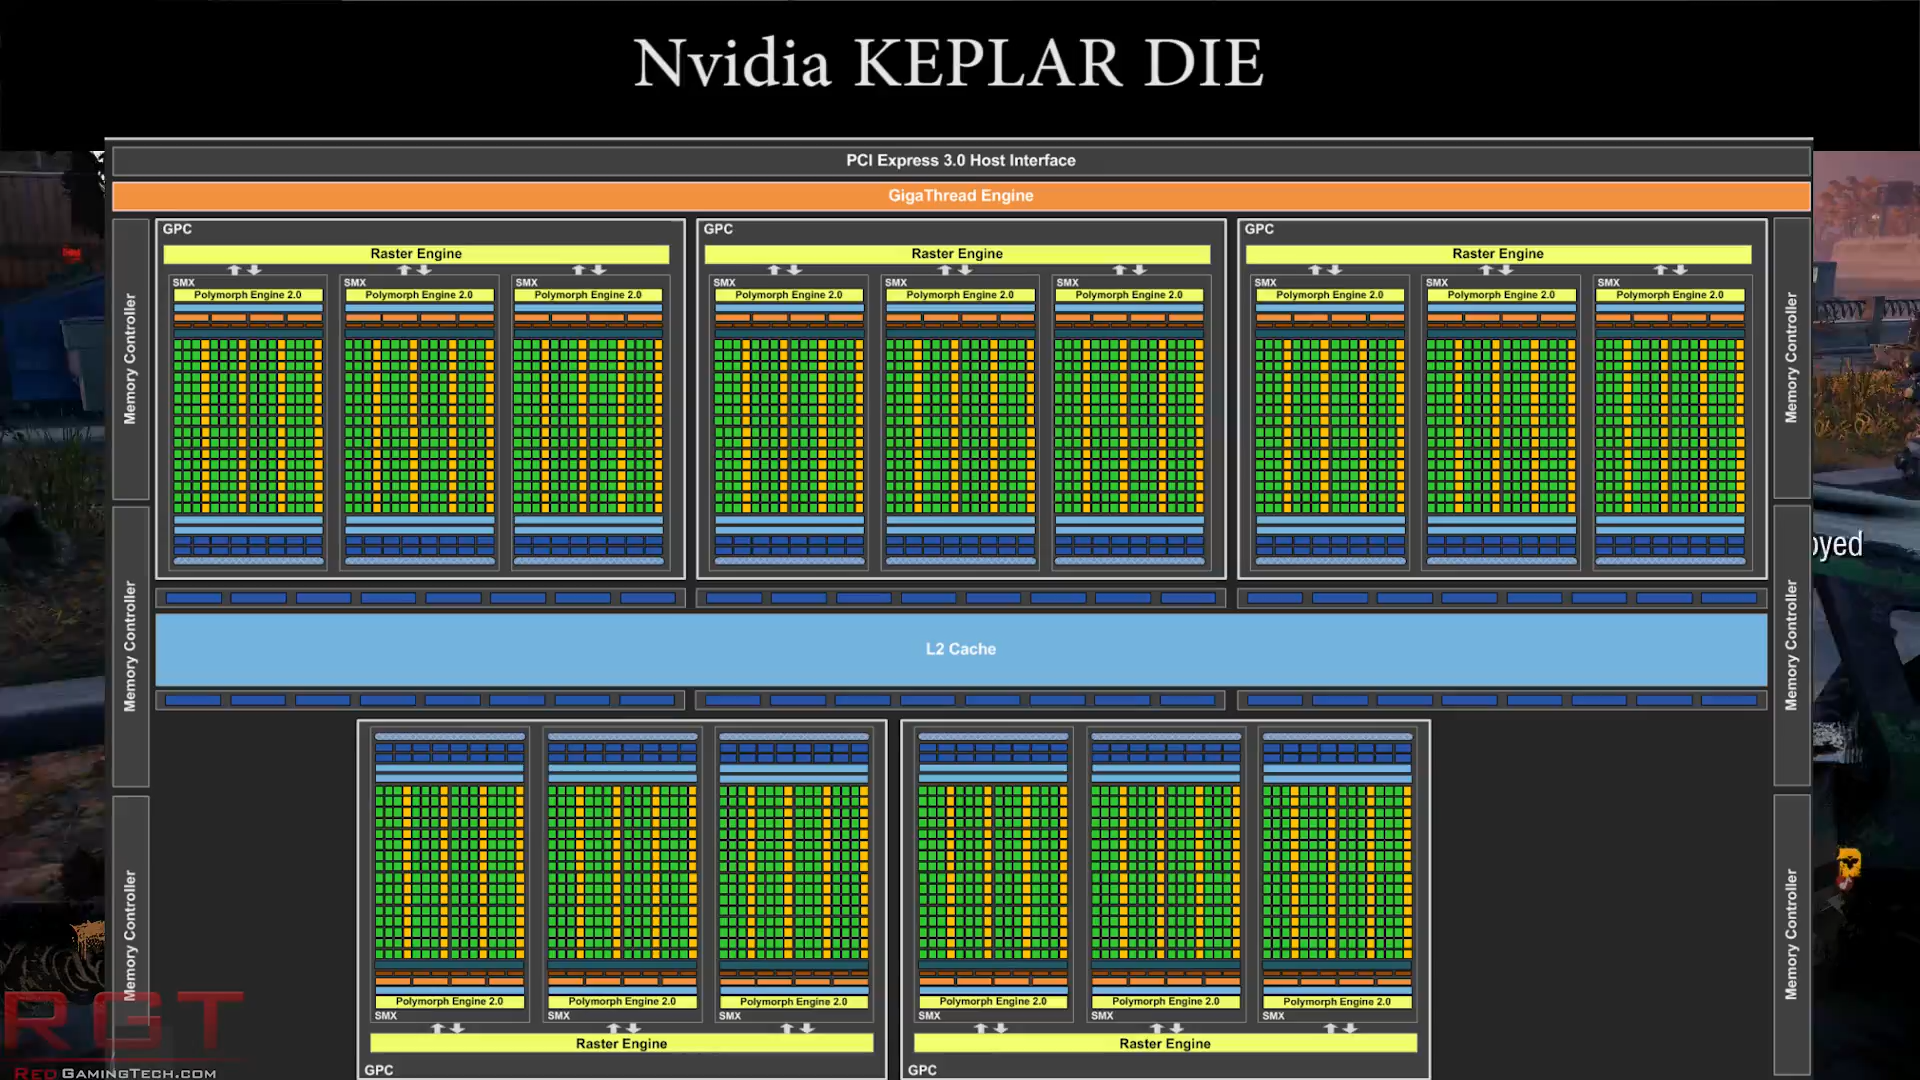 Nvidia KEPLAR DIE
PCI Express 3.0 Host Interface
GigaThread Engine
GPC
GPC
GPC
Raster Engine
Raster Engine
Raster Engine
SMX
SMX
SMX
SMX
SMX
SMX
SMX
SMX
SMX
Polymorph Engine 2.0
Polymorph Engine 2.0
Polymorph Engine 2.0
Polymorph Engine 2.0
Polymorph Engine 2.0
Polymorph Engine 2.0
Polymorph Engine 2.0
Polymorph Engine 2.0
Polymorph Engine 2.0
Memory Controller
Memory Controller
oyed
L2 Cache
Memory Controller
Memory Controller
Memory Controller
Memory Controller
Polymorph Engine 2.0
Polymorph Engine 2.0
Polymorph Engine 2.0
Polymorph Engine 2.0
Polymorph Engine 2.0
Polymorph Engine 2.0
SMX
SMX
SMX
SMX
SMX
SMX
Raster Engine
Raster Engine
GPC
GPC
RGT
REDGAMINGTECH.COM